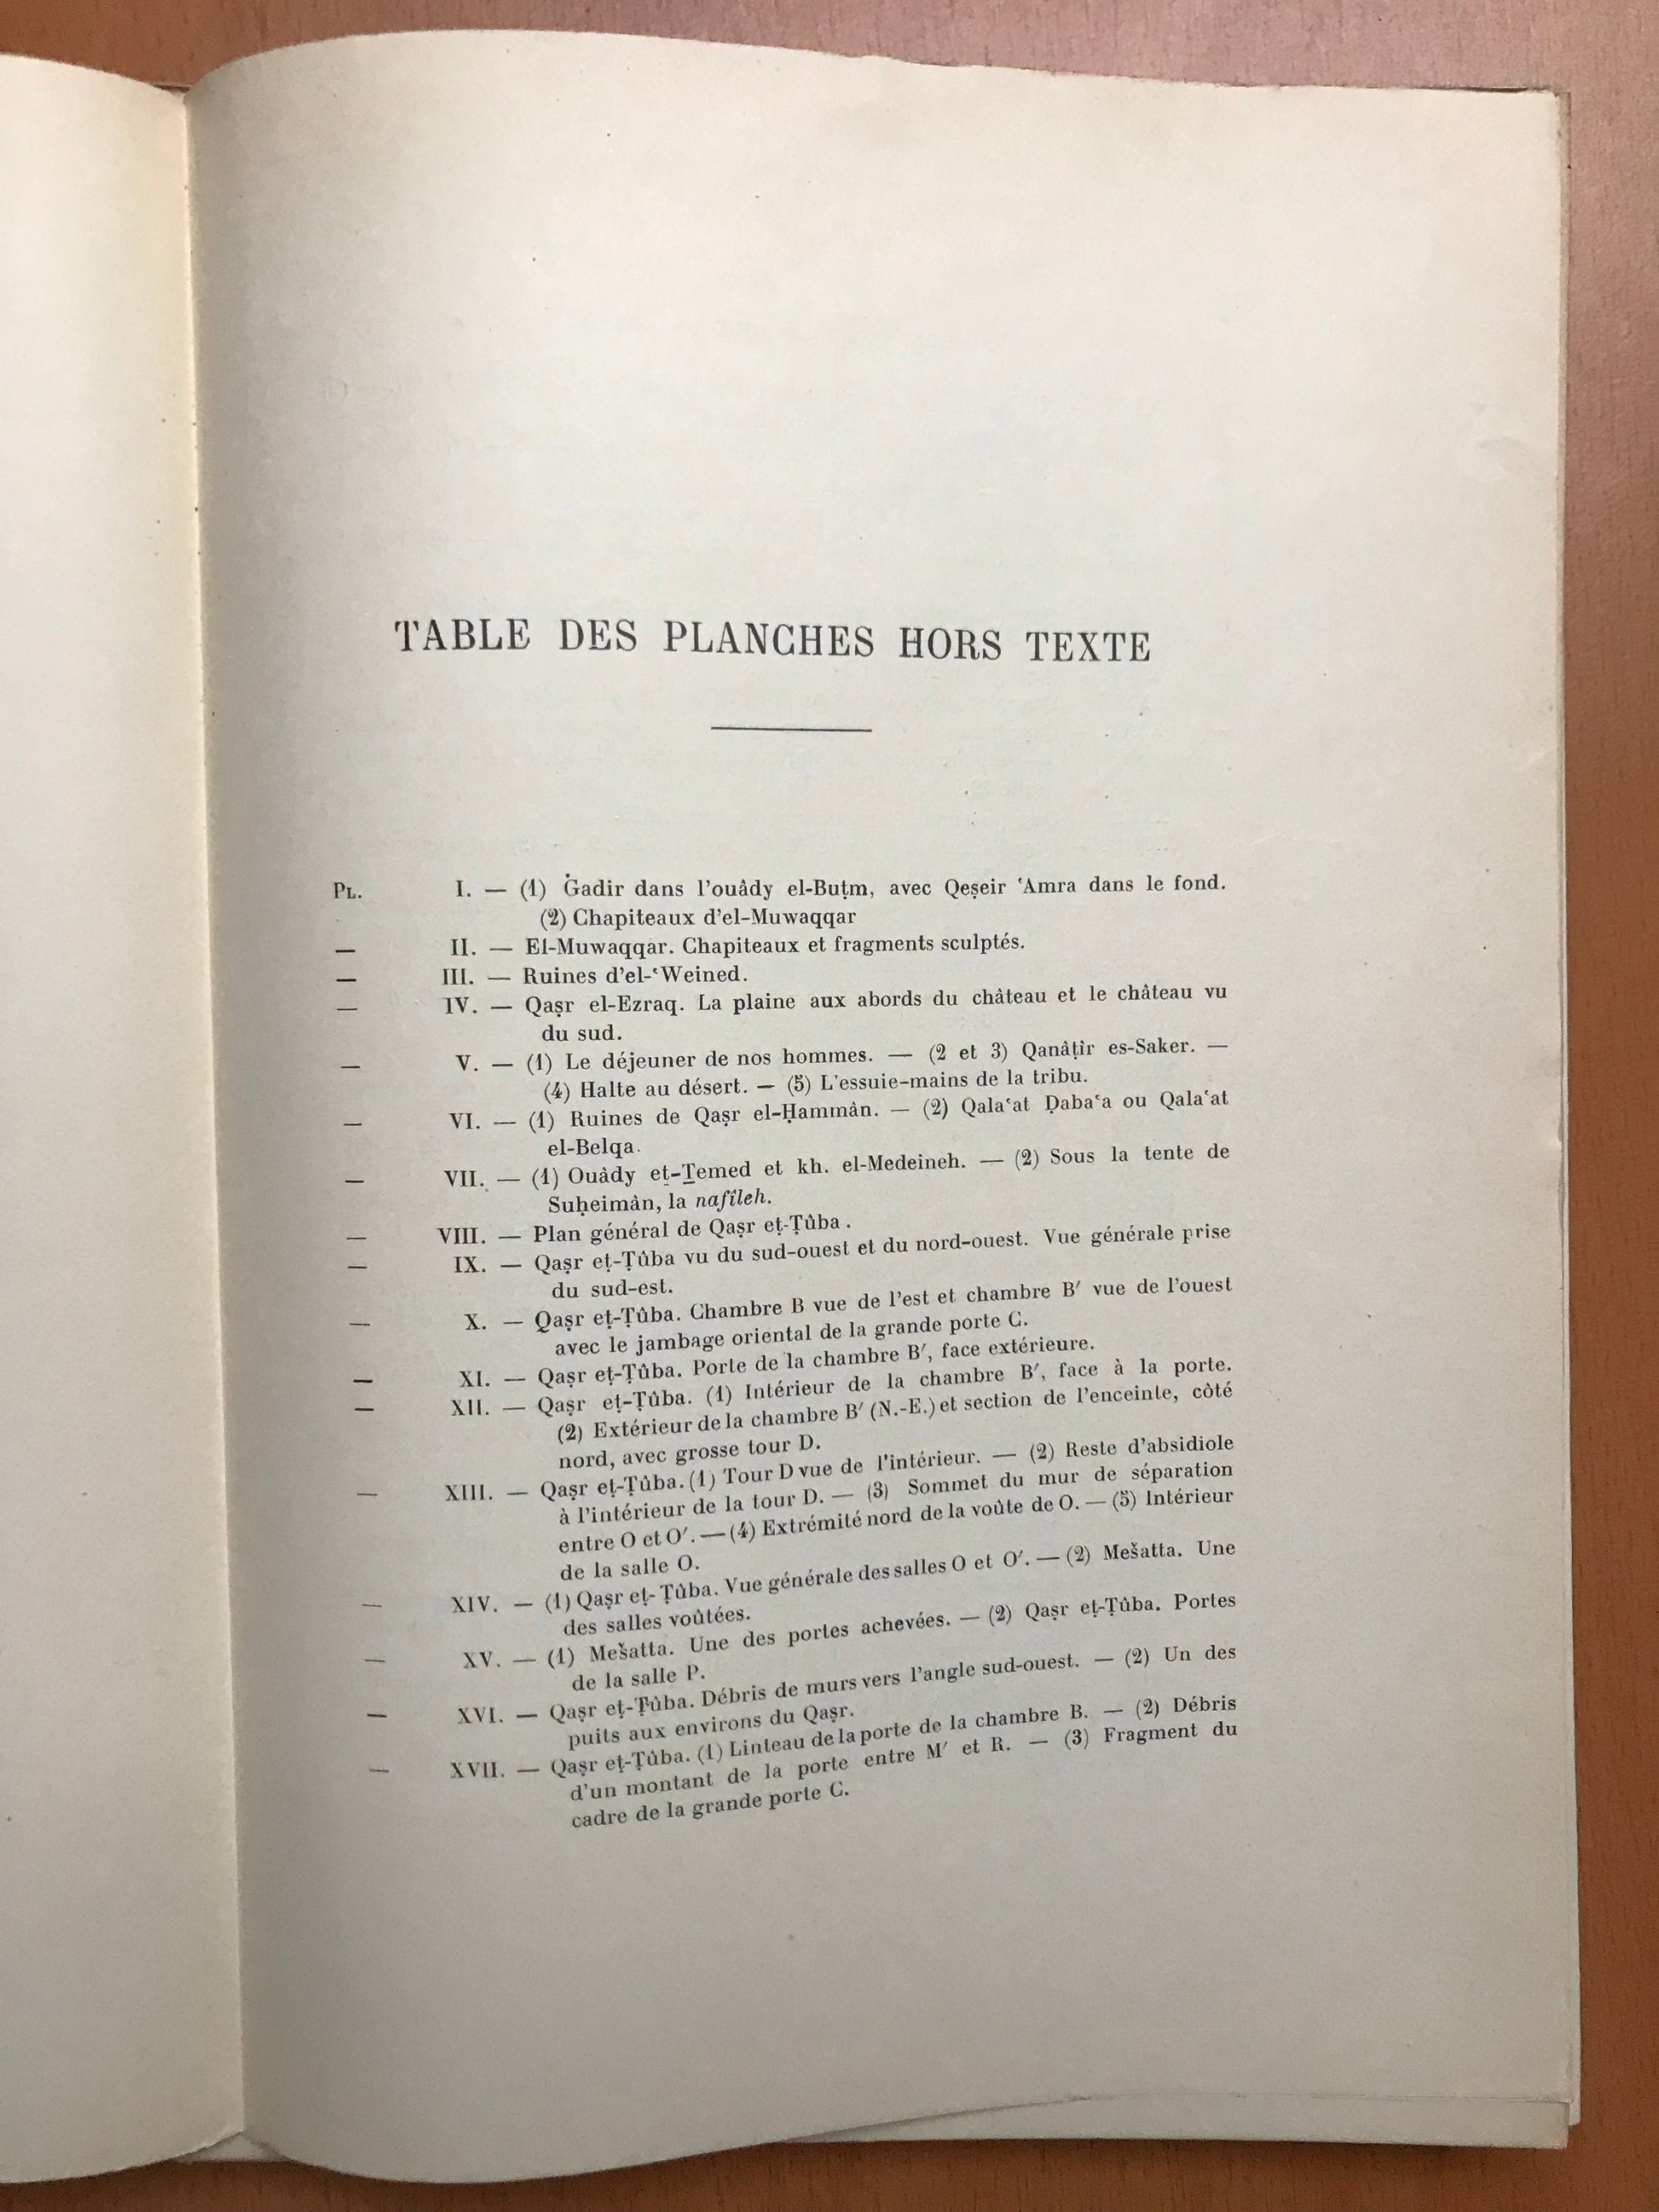 TABLE DES PLANCHES HORS TEXTE
PL. I. — (1) Ġadir dans l'ouâdy el-Buṭm, avec Qeṣeir ʿAmra dans le fond.
(2) Chapiteaux d'el-Muwaqqar
— II. — El-Muwaqqar. Chapiteaux et fragments sculptés.
— III. — Ruines d'el-ʿWeined.
— IV. — Qaṣr el-Ezraq. La plaine aux abords du château et le château vu
du sud.
— V. — (1) Le déjeuner de nos hommes. — (2 et 3) Qanâṭîr es-Saker. —
(4) Halte au désert. — (5) L'essuie-mains de la tribu.
— VI. — (1) Ruines de Qaṣr el-Ḥammân. — (2) Qalaʿat Ḍabaʿa ou Qalaʿat
el-Belqa.
— VII. — (1) Ouâdy eṯ-Ṯemed et kh. el-Medeineh. — (2) Sous la tente de
Suḥeimân, la nafîleh.
— VIII. — Plan général de Qaṣr eṭ-Ṭûba.
— IX. — Qaṣr eṭ-Ṭûba vu du sud-ouest et du nord-ouest. Vue générale prise
du sud-est.
— X. — Qaṣr eṭ-Ṭûba. Chambre B vue de l'est et chambre B′ vue de l'ouest
avec le jambage oriental de la grande porte C.
— XI. — Qaṣr eṭ-Ṭûba. Porte de la chambre B′, face extérieure.
— XII. — Qaṣr eṭ-Ṭûba. (1) Intérieur de la chambre B′, face à la porte.
(2) Extérieur de la chambre B′ (N.-E.) et section de l'enceinte, côté
nord, avec grosse tour D.
— XIII. — Qaṣr eṭ-Ṭûba. (1) Tour D vue de l'intérieur. — (2) Reste d'absidiole
à l'intérieur de la tour D. — (3) Sommet du mur de séparation
entre O et O′. — (4) Extrémité nord de la voûte de O. — (5) Intérieur
de la salle O.
— XIV. — (1) Qaṣr eṭ-Ṭûba. Vue générale des salles O et O′. — (2) Mešatta. Une
des salles voûtées.
— XV. — (1) Mešatta. Une des portes achevées. — (2) Qaṣr eṭ-Ṭûba. Portes
de la salle P.
— XVI. — Qaṣr eṭ-Ṭûba. Débris de murs vers l'angle sud-ouest. — (2) Un des
puits aux environs du Qaṣr.
— XVII. — Qaṣr eṭ-Ṭûba. (1) Linteau de la porte de la chambre B. — (2) Débris
d'un montant de la porte entre M′ et R. — (3) Fragment du
cadre de la grande porte C.